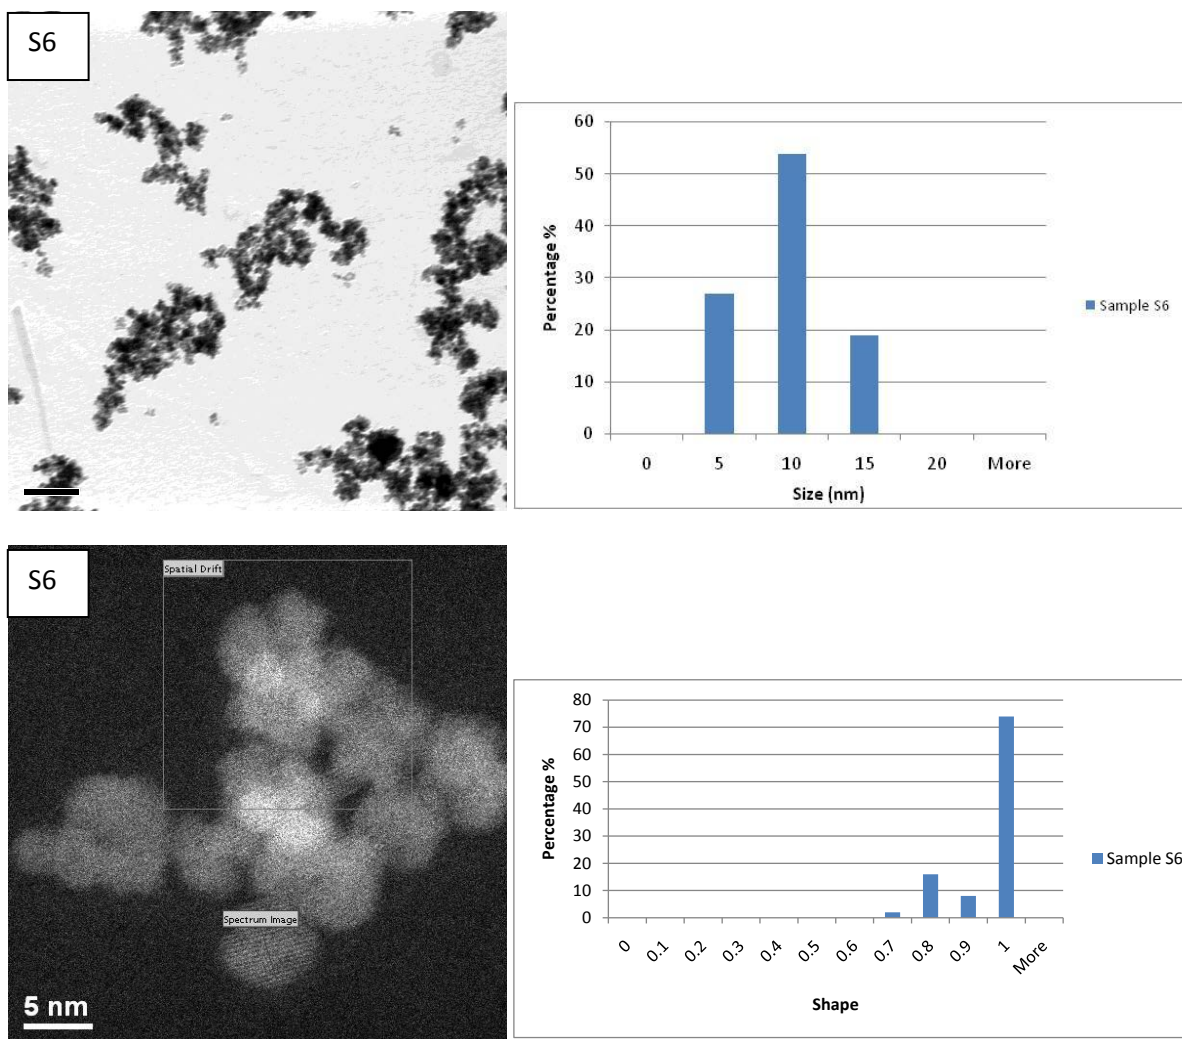 S6
60
50
40
30
20
10
0
Percentage %
0 5 10 15 20 More
Size (nm)
Sample S6
S6
Spatial Drift
Spectrum Image
5 nm
80
70
60
50
40
30
20
10
0
Percentage %
0 0.1 0.2 0.3 0.4 0.5 0.6 0.7 0.8 0.9 1 More
Shape
Sample S6